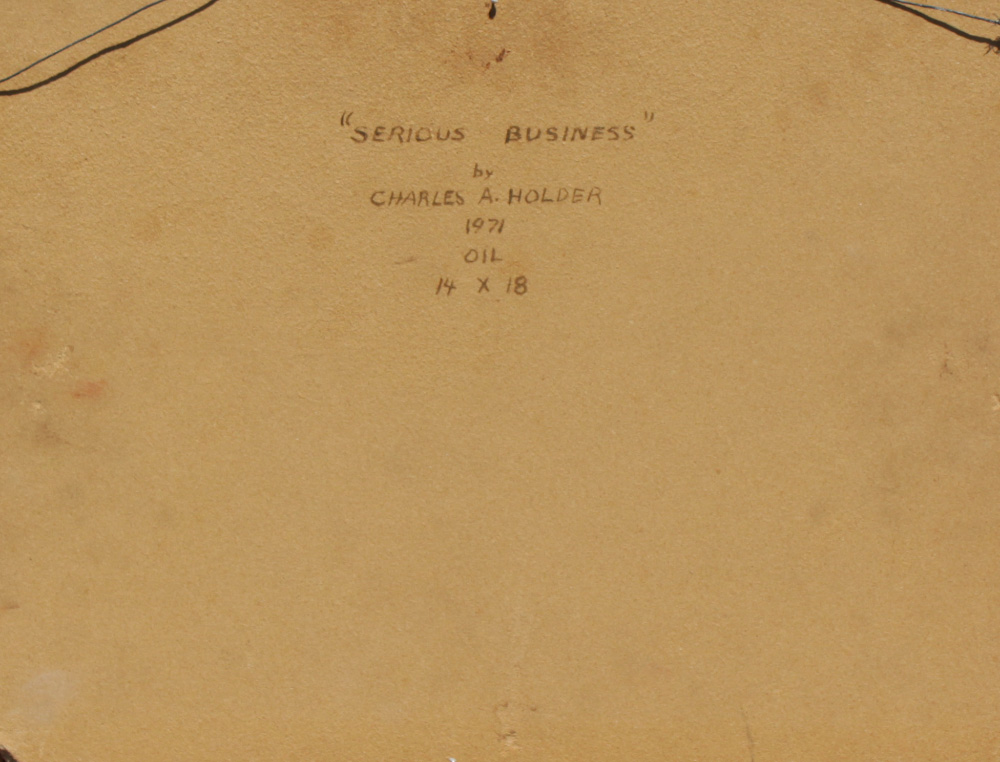 "SERIOUS BUSINESS"
by
CHARLES A. HOLDER
1971
OIL
14 X 18